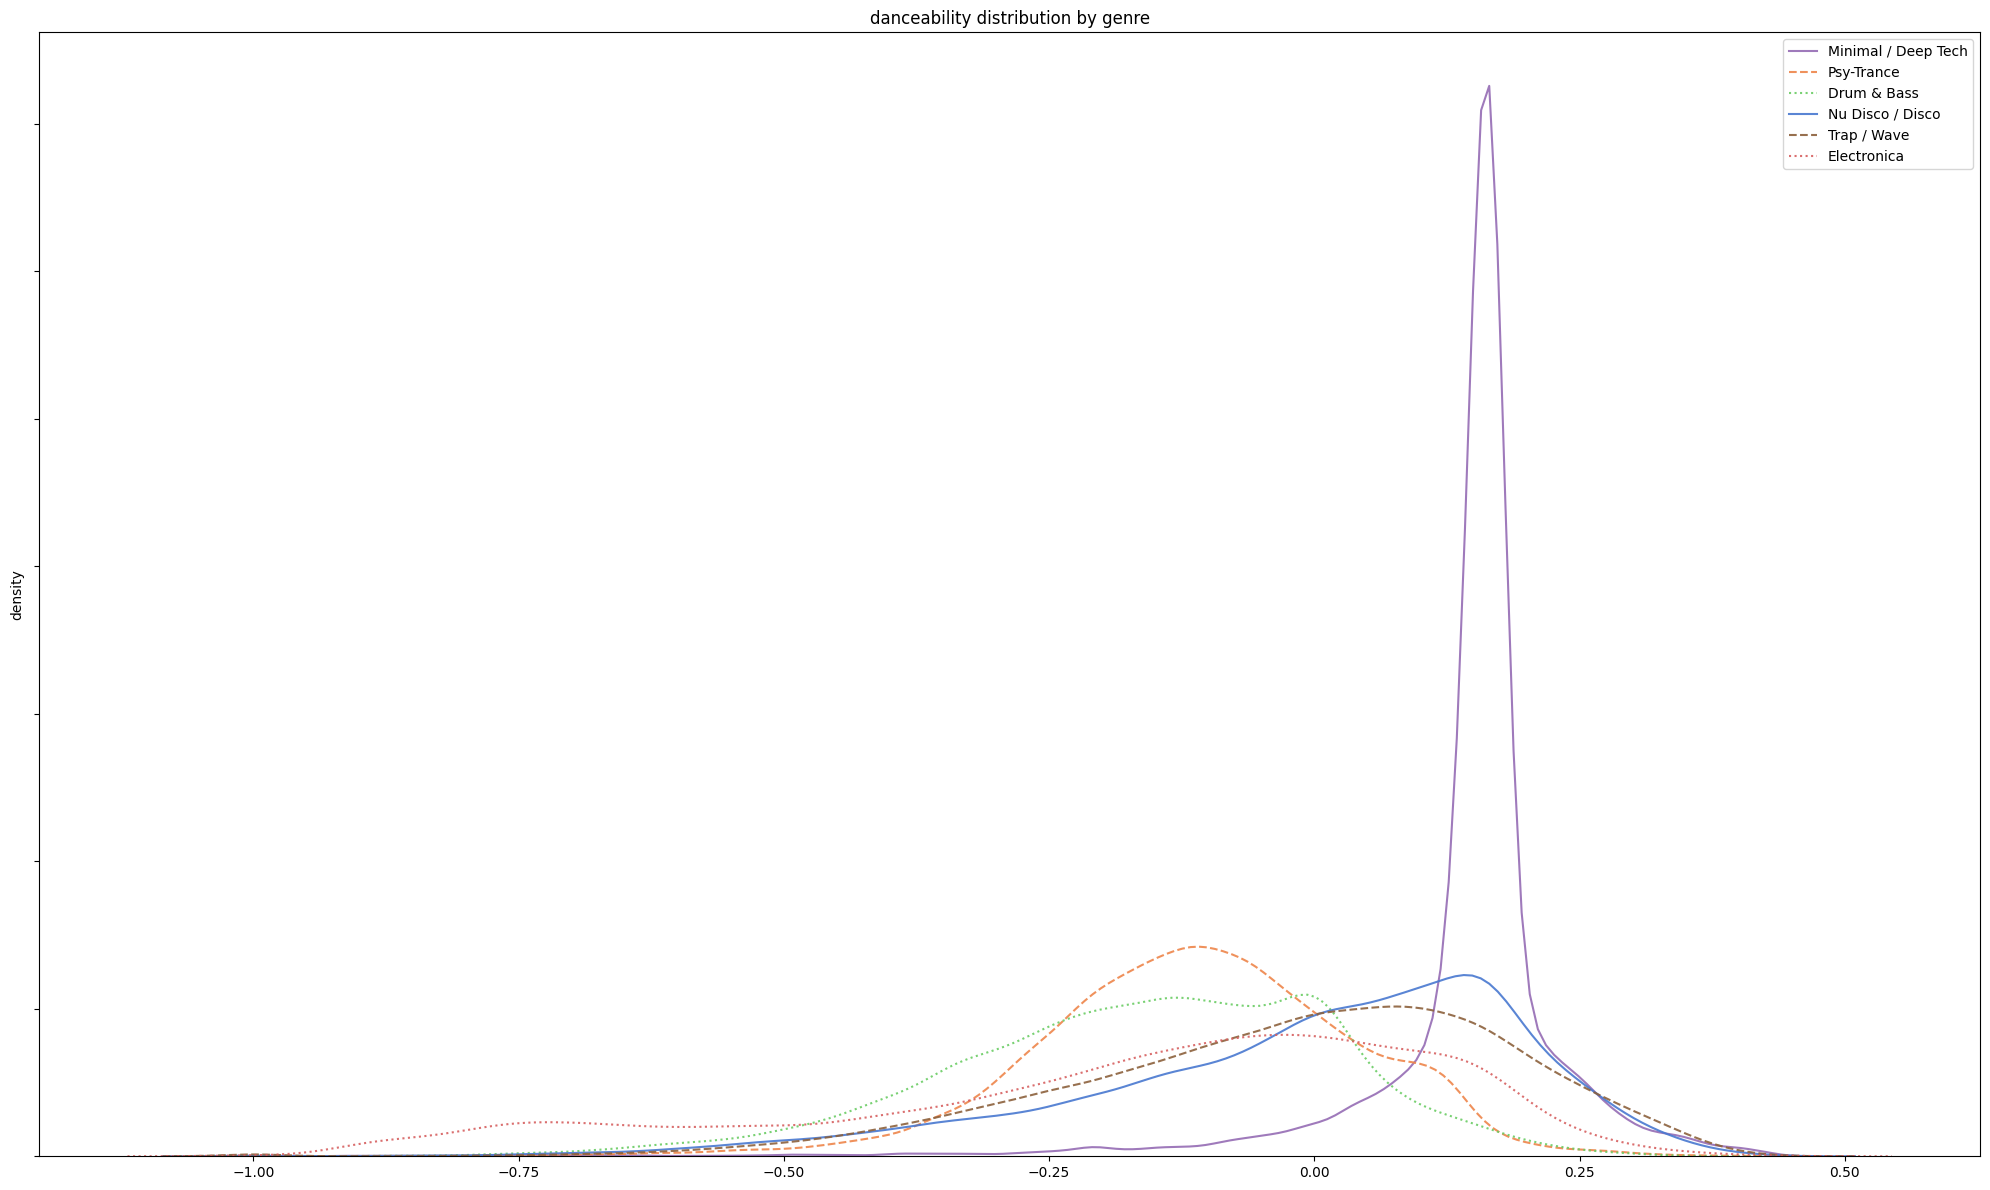 danceability distribution by genre
Minimal / Deep Tech
Psy-Trance
Drum & Bass
Nu Disco / Disco
Trap / Wave
Electronica
density
−1.00 −0.75 −0.50 −0.25 0.00 0.25 0.50